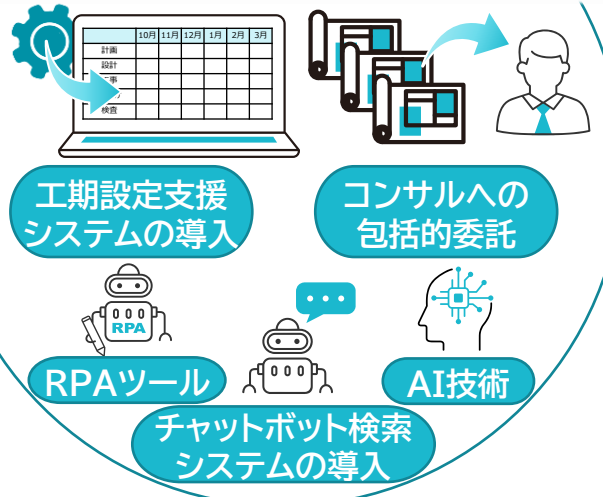 10月 11月 12月 1月 2月 3月
計画
設計
検査
工期設定支援
システムの導入
コンサルへの
包括的委託
RPA
RPAツール
AI技術
チャットボット検索
システムの導入